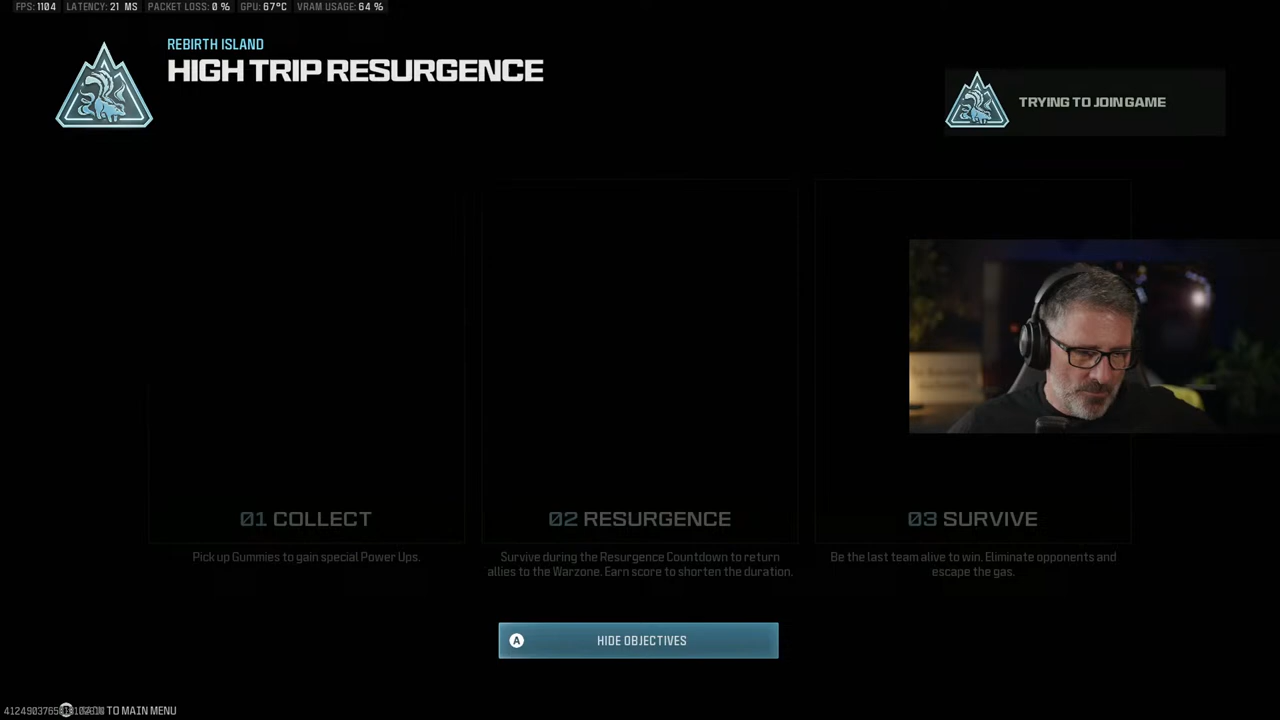 FPS: 1104 LATENCY: 21 MS PACKET LOSS: 0 % GPU: 67°C VRAM USAGE: 64 %
REBIRTH ISLAND
HIGH TRIP RESURGENCE
TRYING TO JOIN GAME
01 COLLECT
Pick up Gummies to gain special Power Ups.
02 RESURGENCE
Survive during the Resurgence Countdown to return
allies to the Warzone. Earn score to shorten the duration.
03 SURVIVE
Be the last team alive to win. Eliminate opponents and
escape the gas.
A HIDE OBJECTIVES
TO MAIN MENU